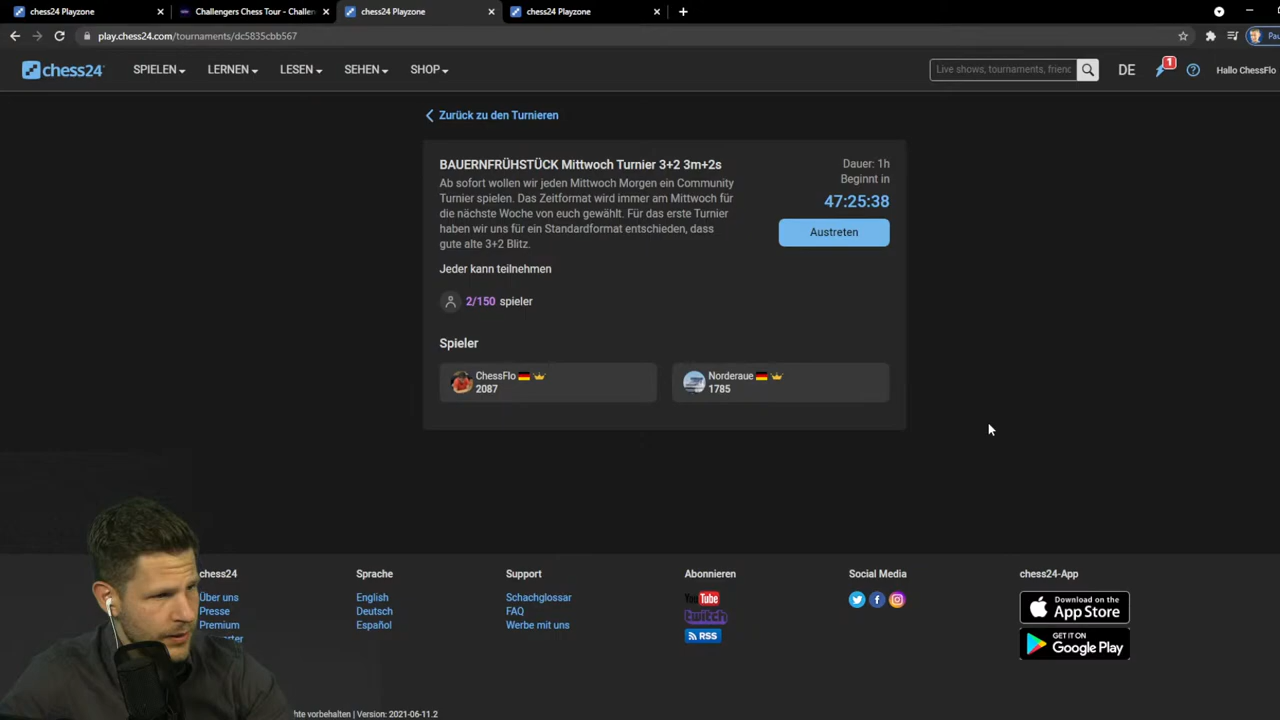 chess24 Playzone
Challengers Chess Tour - Challen
chess24 Playzone
chess24 Playzone
play.chess24.com/tournaments/dc5835cbb567
Pau
chess24
SPIELEN
LERNEN
LESEN
SEHEN
SHOP
Live shows, tournaments, friend
DE
1
Hallo ChessFlo
Zurück zu den Turnieren
BAUERNFRÜHSTÜCK Mittwoch Turnier 3+2 3m+2s
Ab sofort wollen wir jeden Mittwoch Morgen ein Community
Turnier spielen. Das Zeitformat wird immer am Mittwoch für
die nächste Woche von euch gewählt. Für das erste Turnier
haben wir uns für ein Standardformat entschieden, dass
gute alte 3+2 Blitz.
Jeder kann teilnehmen
2/150 spieler
Dauer: 1h
Beginnt in
47:25:38
Austreten
Spieler
ChessFlo
2087
Norderaue
1785
chess24
Über uns
Presse
Premium
Sprache
English
Deutsch
Español
Support
Schachglossar
FAQ
Werbe mit uns
Abonnieren
YouTube
twitch
RSS
Social Media
chess24-App
Download on the
App Store
GET IT ON
Google Play
hte vorbehalten | Version: 2021-06-11.2